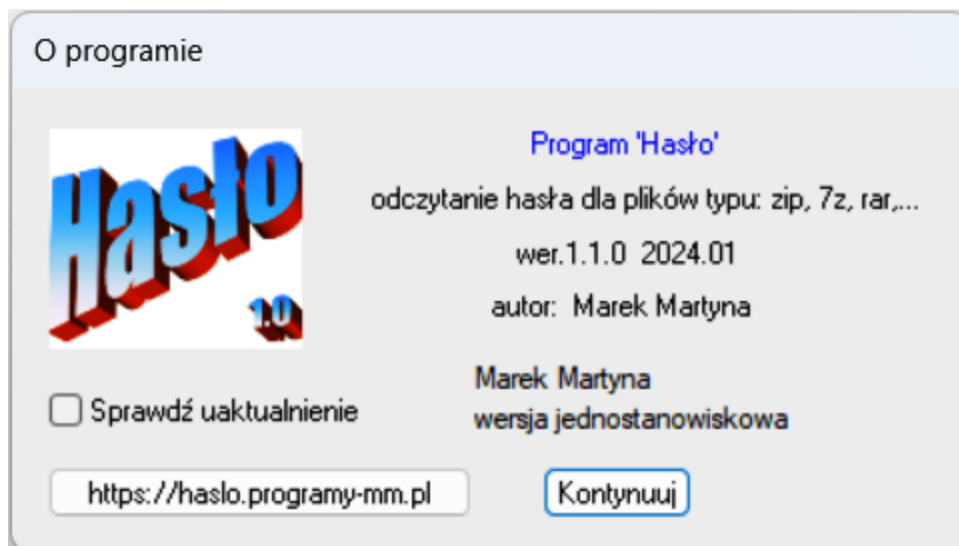 O programie
Hasło
1.0
Program 'Hasło'
odczytanie hasła dla plików typu: zip, 7z, rar,...
wer.1.1.0 2024.01
autor: Marek Martyna
Marek Martyna
wersja jednostanowiskowa
Sprawdź uaktualnienie
https://haslo.programy-mm.pl
Kontynuuj